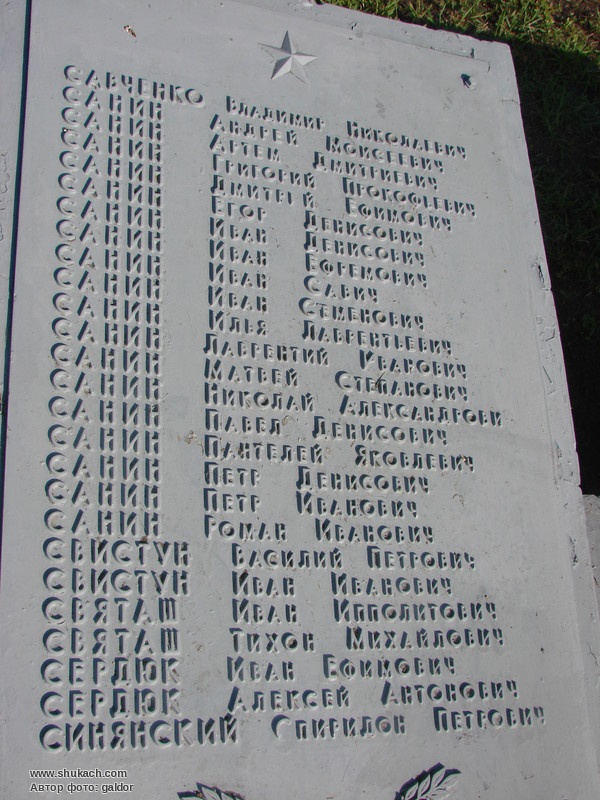 САВЧЕНКО ВЛАДИМИР НИКОЛАЕВИЧ
САНИН АНДРЕЙ МОИСЕЕВИЧ
САНИН АРТЕМ ДМИТРИЕВИЧ
САНИН ГРИГОРИЙ ПРОКОФЬЕВИЧ
САНИН ДМИТРИЙ ЕФИМОВИЧ
САНИН ЕГОР ДЕНИСОВИЧ
САНИН ИВАН ДЕНИСОВИЧ
САНИН ИВАН ЕФРЕМОВИЧ
САНИН ИВАН САВИЧ
САНИН ИВАН СЕМЕНОВИЧ
САНИН ИЛЬЯ ЛАВРЕНТЬЕВИЧ
САНИН ЛАВРЕНТИЙ ИВАНОВИЧ
САНИН МАТВЕЙ СТЕПАНОВИЧ
САНИН НИКОЛАЙ АЛЕКСАНДРОВИ
САНИН ПАВЕЛ ДЕНИСОВИЧ
САНИН ПАНТЕЛЕЙ ЯКОВЛЕВИЧ
САНИН ПЕТР ДЕНИСОВИЧ
САНИН ПЕТР ИВАНОВИЧ
САНИН РОМАН ИВАНОВИЧ
СВИСТУН ВАСИЛИЙ ПЕТРОВИЧ
СВИСТУН ИВАН ИВАНОВИЧ
СВЯТАШ ИВАН ИППОЛИТОВИЧ
СВЯТАШ ТИХОН МИХАЙЛОВИЧ
СЕРДЮК ИВАН ЕФИМОВИЧ
СЕРДЮК АЛЕКСЕЙ АНТОНОВИЧ
СИНЯНСКИЙ СПИРИДОН ПЕТРОВИЧ
www.shukach.com
Автор фото: galdor